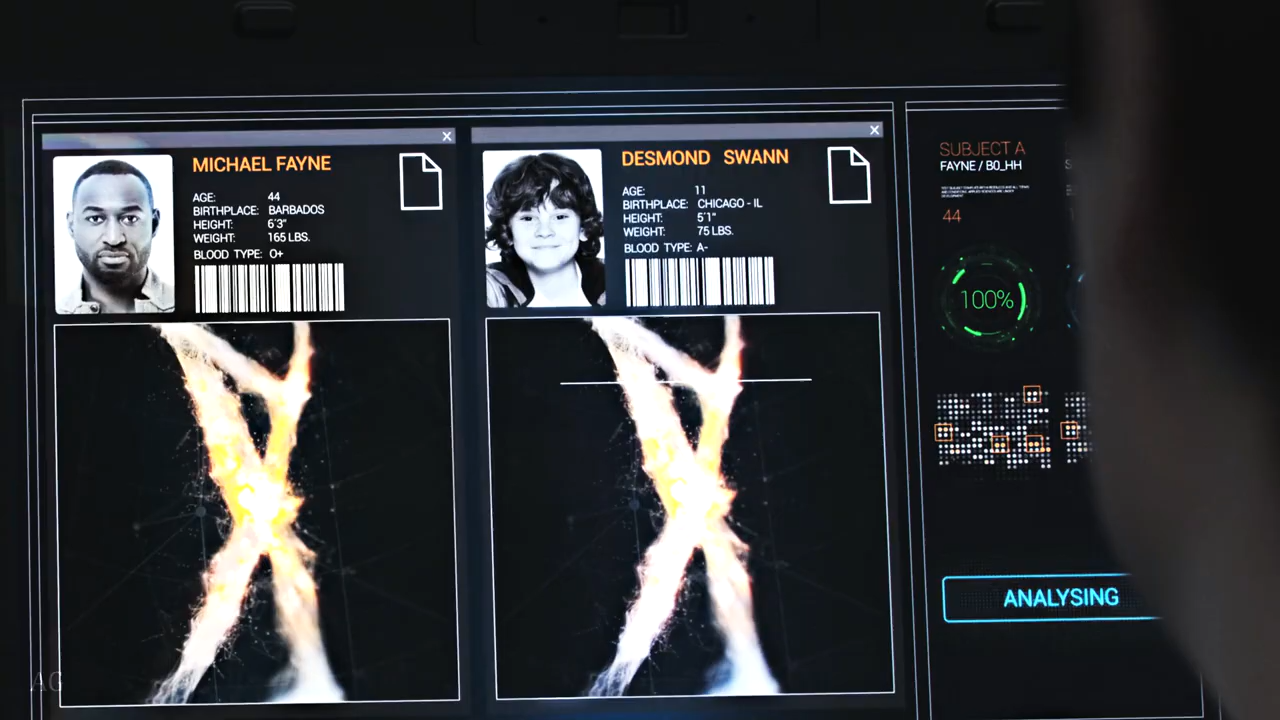 MICHAEL FAYNE
AGE: 44
BIRTHPLACE: BARBADOS
HEIGHT: 6'3"
WEIGHT: 165 LBS.
BLOOD TYPE: O+
DESMOND SWANN
AGE: 11
BIRTHPLACE: CHICAGO - IL
HEIGHT: 5'1"
WEIGHT: 75 LBS.
BLOOD TYPE: A-
SUBJECT A
FAYNE / B0_HH
44
100%
ANALYSING
AG